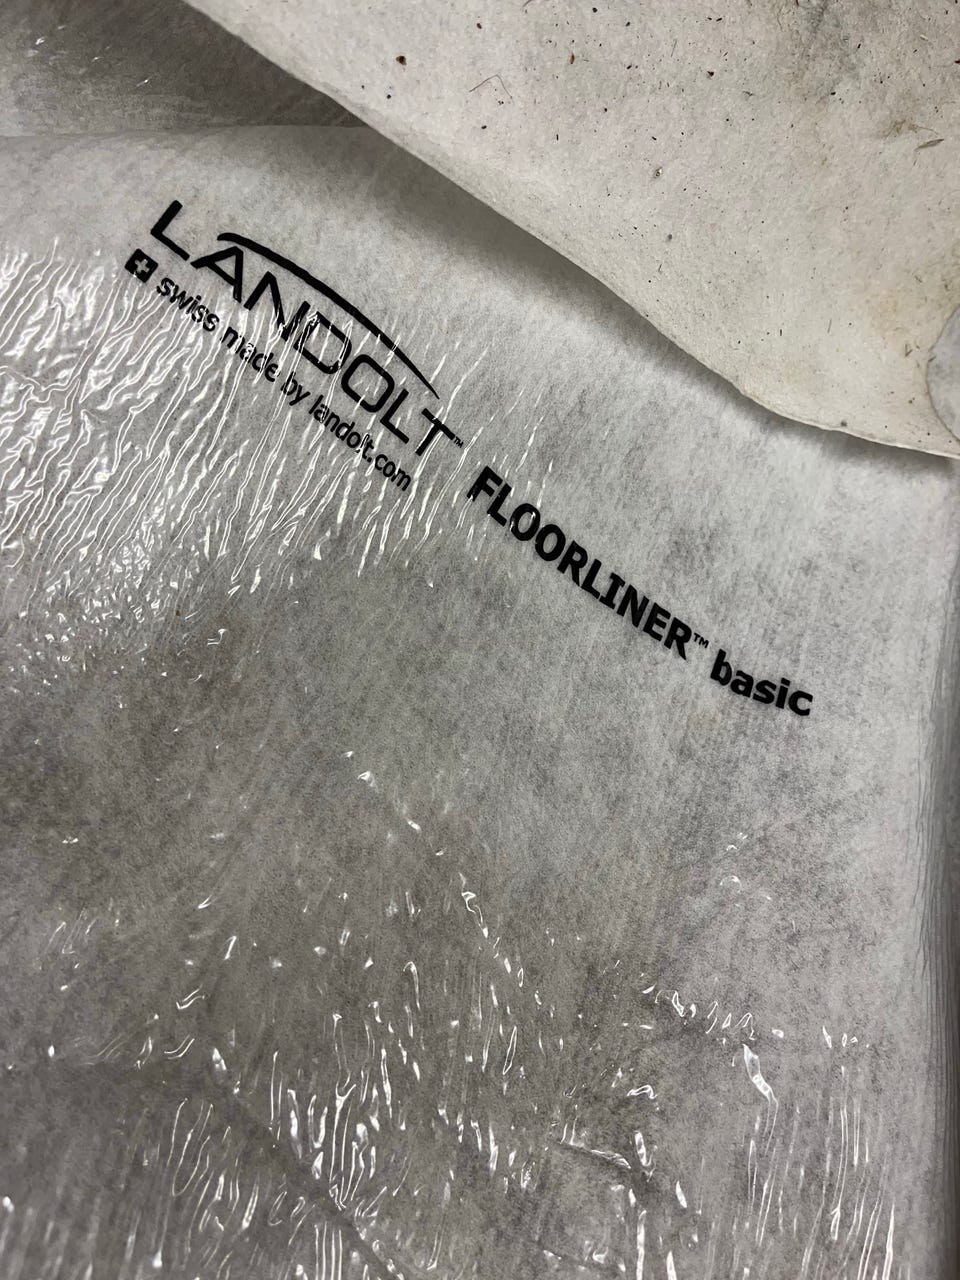 LANDOLT™
swiss made by landolt.com
FLOORLINER™ basic